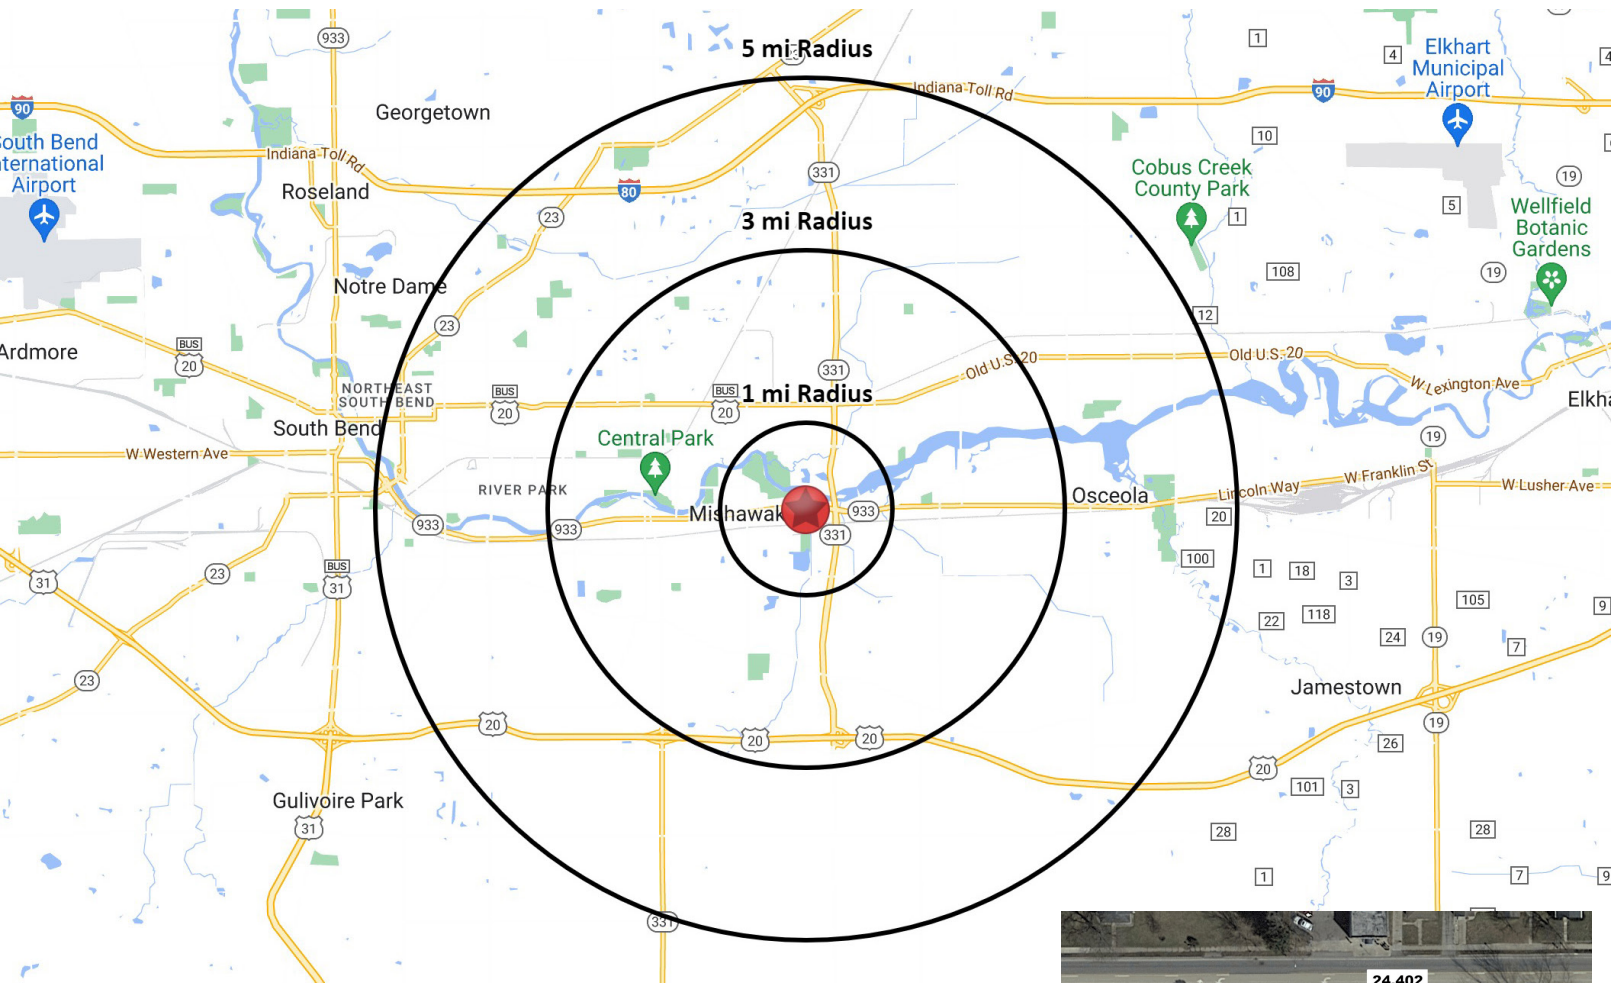 933
5 mi Radius
1
4
Elkhart
Municipal
Airport
90
Georgetown
Indiana Toll Rd
90
South Bend
International
Airport
Indiana Toll Rd
10
Roseland
80
331
Cobus Creek
County Park
19
23
3 mi Radius
1
5
Wellfield
Botanic
Gardens
Notre Dame
108
19
23
12
Ardmore
BUS
20
331
Old U.S. 20
Old U.S. 20
NORTHEAST
SOUTH BEND
BUS
20
BUS
20
1 mi Radius
W Lexington Ave
South Bend
Central Park
19
W Western Ave
RIVER PARK
Osceola
Lincoln Way
W Franklin St
W Lusher Ave
933
933
Mishawak
933
20
331
100
31
23
BUS
31
1
18
3
105
9
22
118
24
19
7
23
Jamestown
20
20
20
19
26
20
101
3
Gulivoire Park
31
28
28
1
7
9
331
24,402